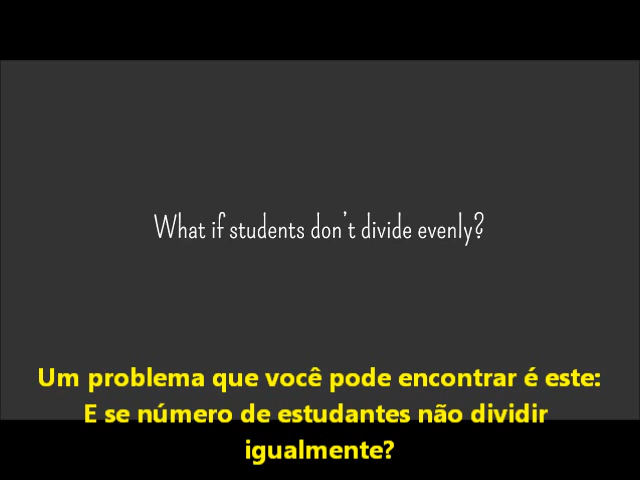 What if students don't divide evenly?
Um problema que você pode encontrar é este:
E se número de estudantes não dividir
igualmente?